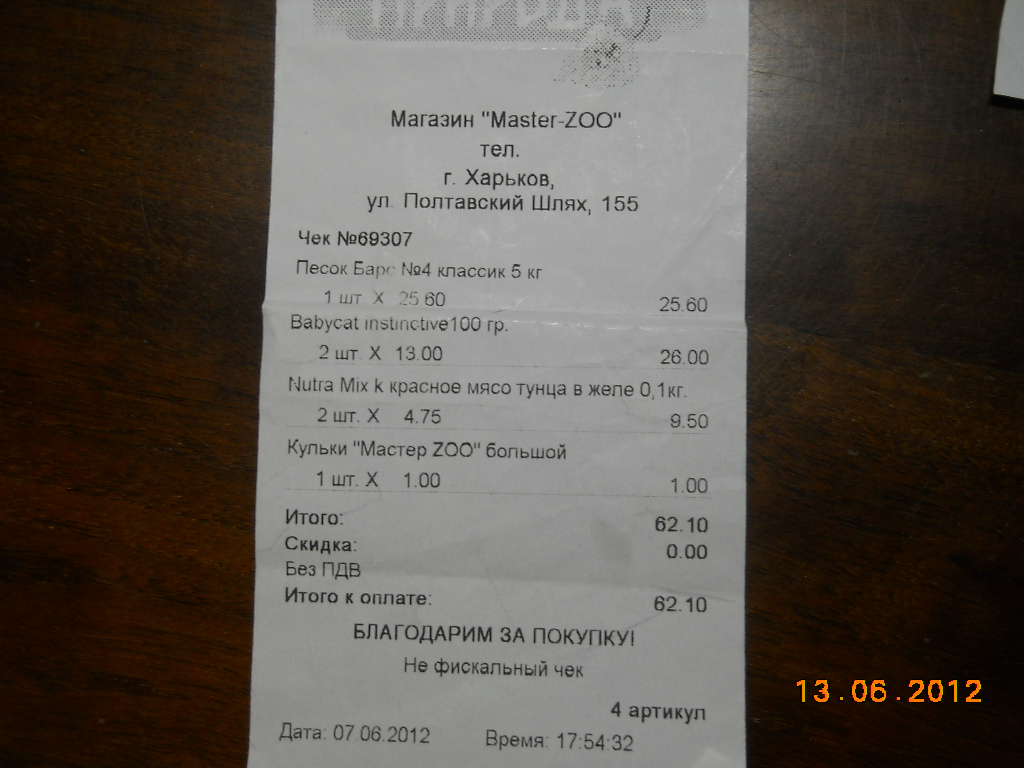 ПРИРОДА
Магазин "Master-ZOO"
тел.
г. Харьков,
ул. Полтавский Шлях, 155
Чек №69307
Песок Барс №4 классик 5 кг
1 шт X 25.60 25.60
Babycat instinctive100 гр.
2 шт. X 13.00 26.00
Nutra Mix k красное мясо тунца в желе 0,1кг.
2 шт. X 4.75 9.50
Кульки "Мастер ZOO" большой
1 шт. X 1.00 1.00
Итого: 62.10
Скидка: 0.00
Без ПДВ
Итого к оплате: 62.10
БЛАГОДАРИМ ЗА ПОКУПКУ!
Не фискальный чек
4 артикул
Дата: 07.06.2012 Время: 17:54:32
13.06.2012